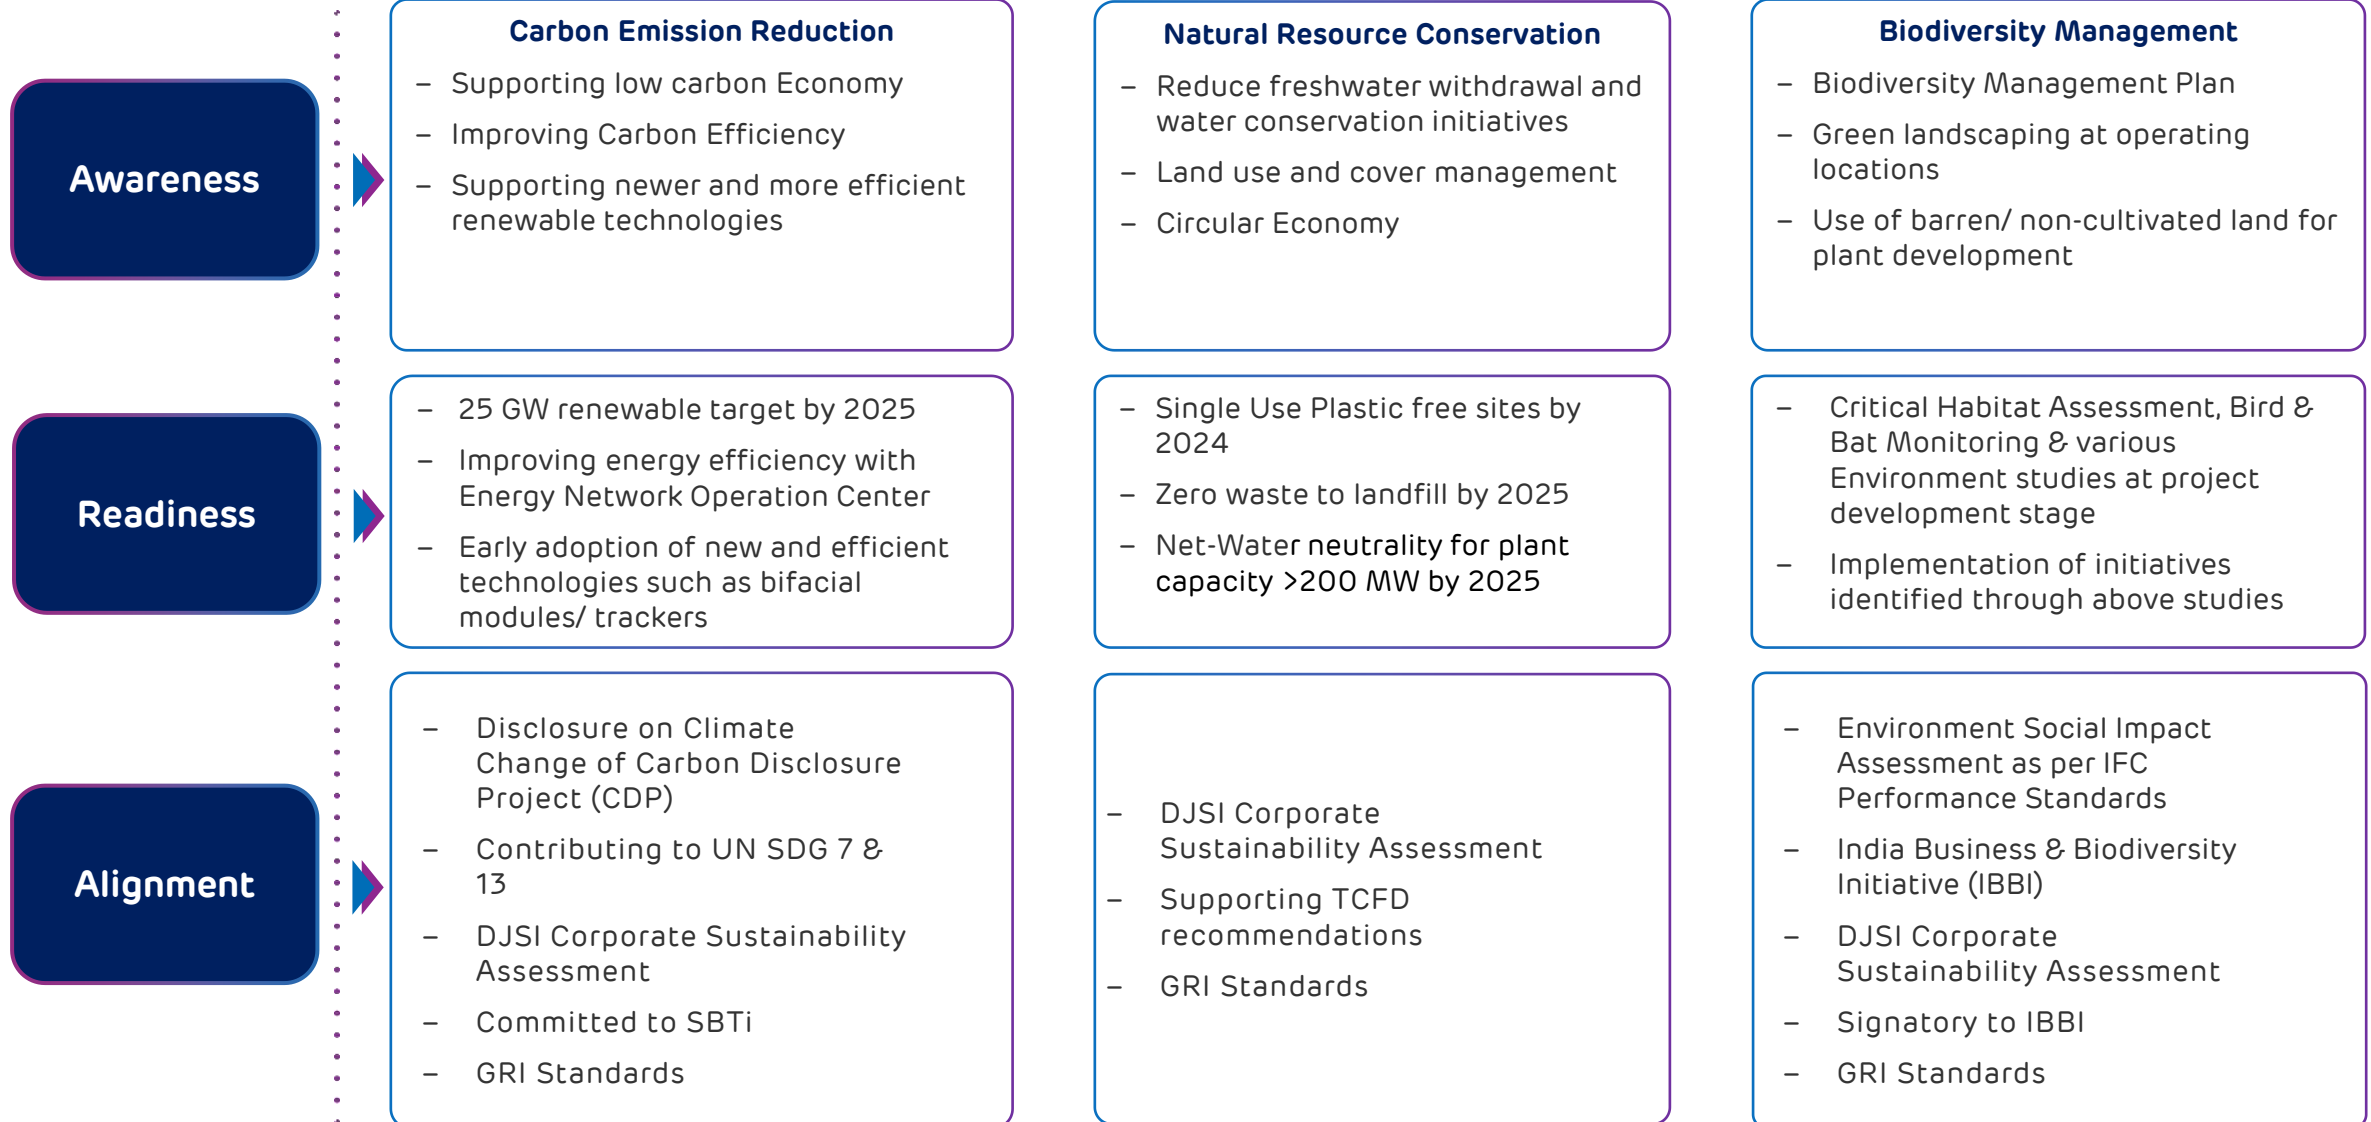 Carbon Emission Reduction
– Supporting low carbon Economy
– Improving Carbon Efficiency
– Supporting newer and more efficient
renewable technologies
Natural Resource Conservation
– Reduce freshwater withdrawal and
water conservation initiatives
– Land use and cover management
– Circular Economy
Biodiversity Management
– Biodiversity Management Plan
– Green landscaping at operating
locations
– Use of barren/ non-cultivated land for
plant development
Awareness
– 25 GW renewable target by 2025
– Improving energy efficiency with
Energy Network Operation Center
– Early adoption of new and efficient
technologies such as bifacial
modules/ trackers
– Single Use Plastic free sites by
2024
– Zero waste to landfill by 2025
– Net-Water neutrality for plant
capacity >200 MW by 2025
– Critical Habitat Assessment, Bird &
Bat Monitoring & various
Environment studies at project
development stage
– Implementation of initiatives
identified through above studies
Readiness
– Disclosure on Climate
Change of Carbon Disclosure
Project (CDP)
– Contributing to UN SDG 7 &
13
– DJSI Corporate Sustainability
Assessment
– Committed to SBTi
– GRI Standards
– DJSI Corporate
Sustainability Assessment
– Supporting TCFD
recommendations
– GRI Standards
– Environment Social Impact
Assessment as per IFC
Performance Standards
– India Business & Biodiversity
Initiative (IBBI)
– DJSI Corporate
Sustainability Assessment
– Signatory to IBBI
– GRI Standards
Alignment